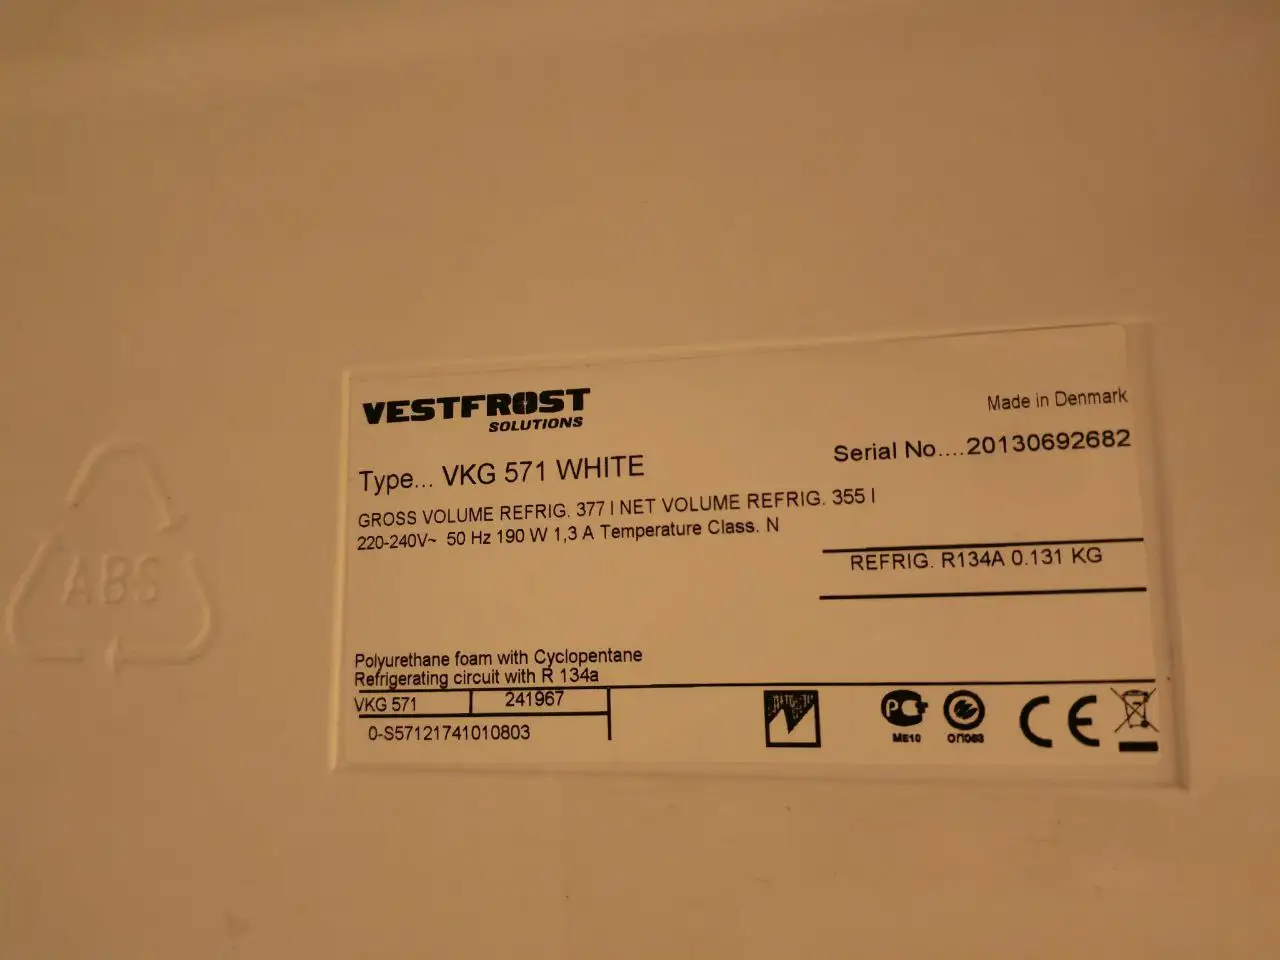 VESTFROST
SOLUTIONS
Made in Denmark
Type... VKG 571 WHITE
Serial No....20130692682
GROSS VOLUME REFRIG. 377 l NET VOLUME REFRIG. 355 l
220-240V~ 50 Hz 190 W 1,3 A Temperature Class. N
REFRIG. R134A 0.131 KG
Polyurethane foam with Cyclopentane
Refrigerating circuit with R 134a
VKG 571 241967
0-S57121741010803
ME10
ОП063
CE
ABS